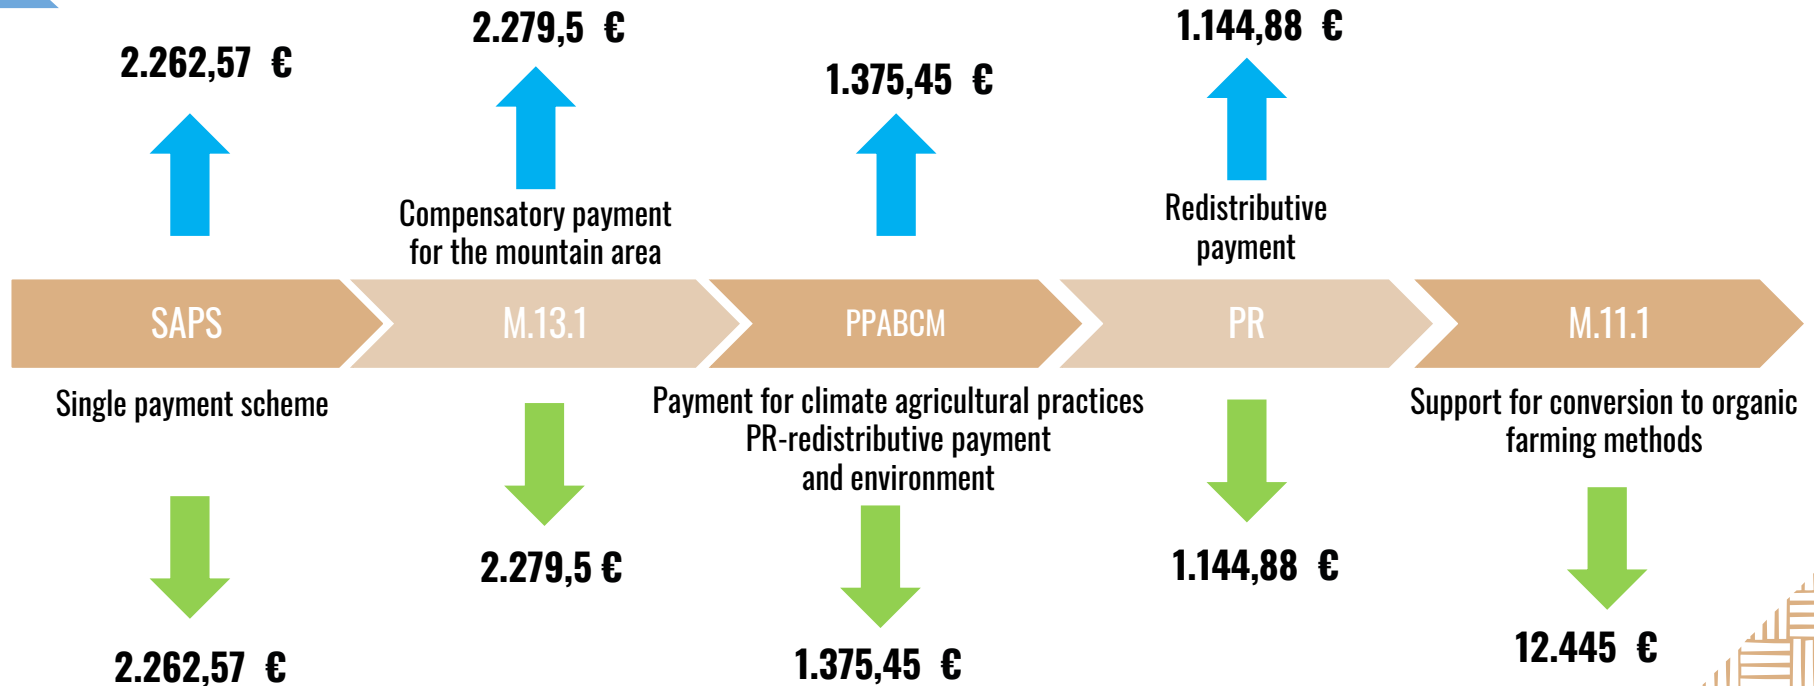 2.262,57 €
2.279,5 €
1.375,45 €
1.144,88 €
Compensatory payment
for the mountain area
Redistributive
payment
SAPS
M.13.1
PPABCM
PR
M.11.1
Single payment scheme
Payment for climate agricultural practices
PR-redistributive payment
and environment
Support for conversion to organic
farming methods
2.262,57 €
2.279,5 €
1.375,45 €
1.144,88 €
12.445 €